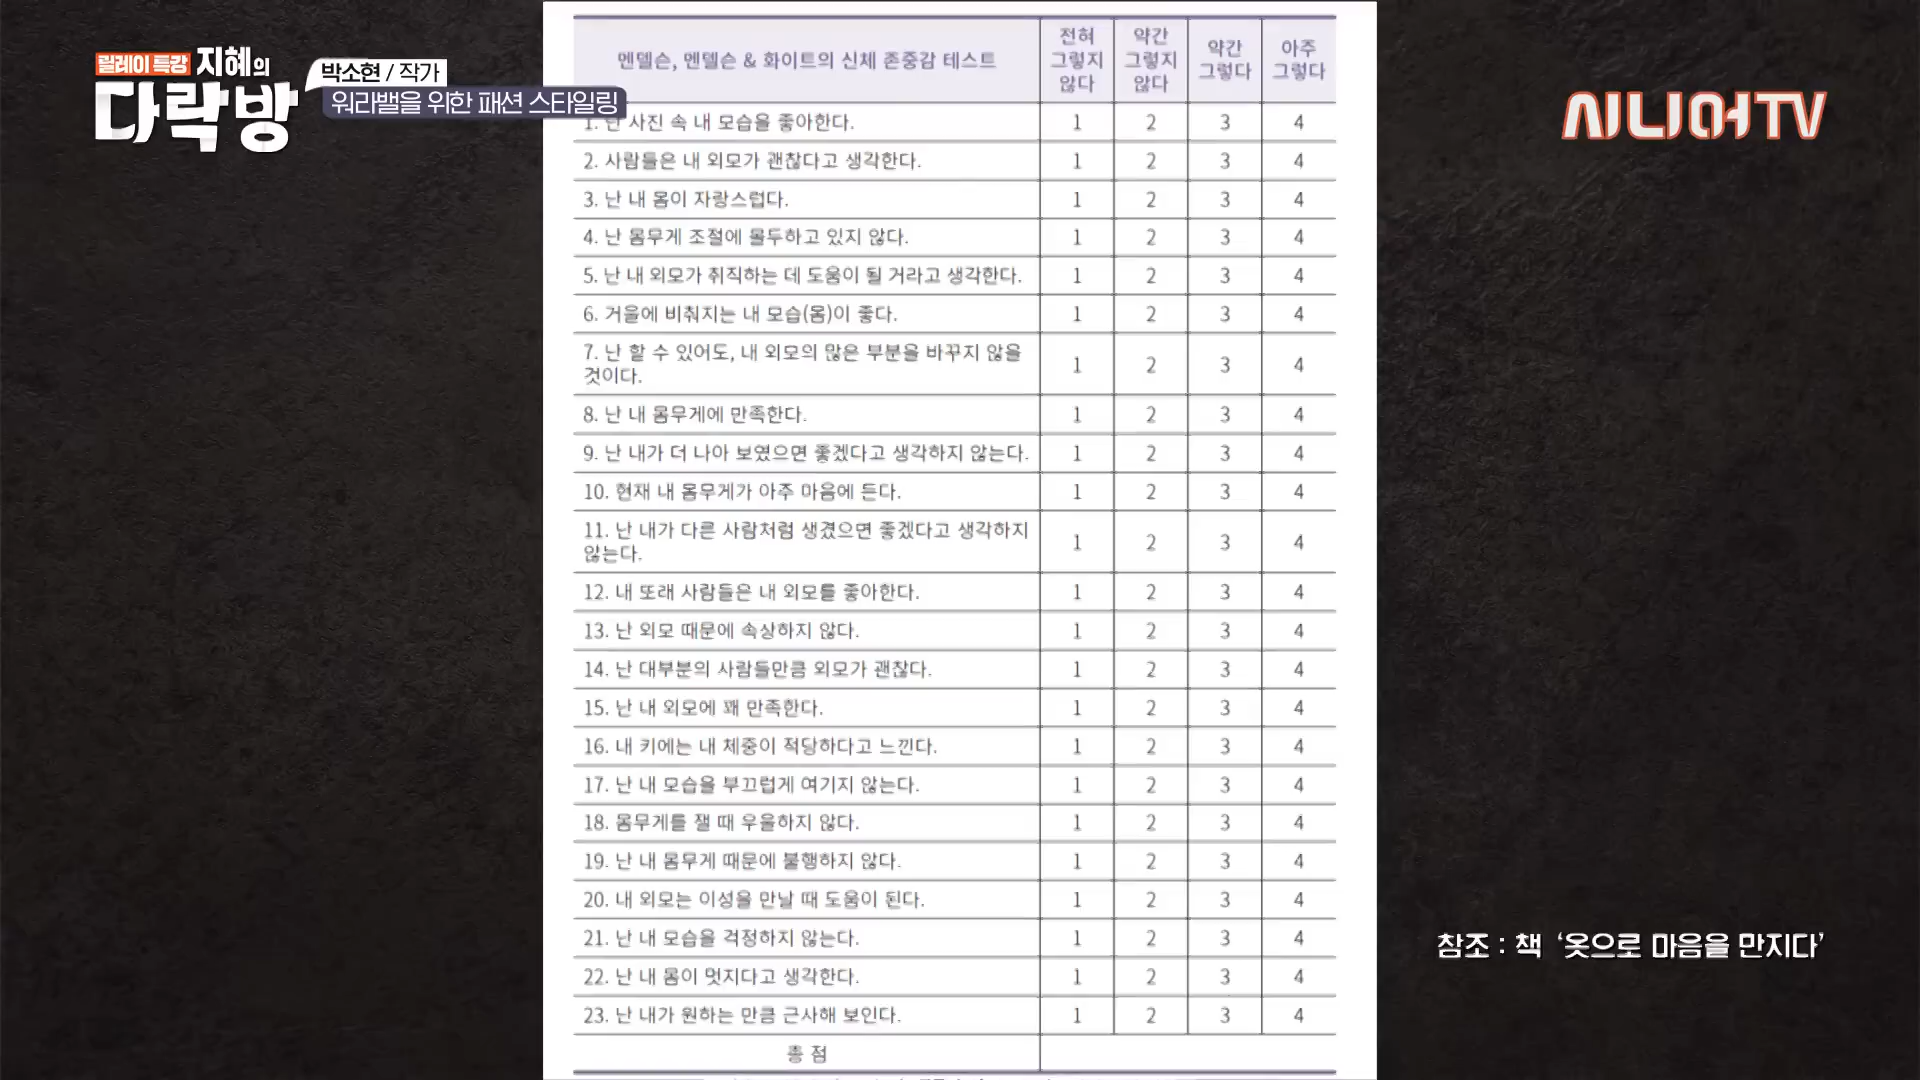 릴레이 특강 지혜의
다락방
박소현 / 작가
워라밸을 위한 패션 스타일링
시니어TV
멘델슨, 멘델슨 & 화이트의 신체 존중감 테스트 전혀 그렇지 않다 약간 그렇지 않다 약간 그렇다 아주 그렇다
1. 난 사진 속 내 모습을 좋아한다. 1 2 3 4
2. 사람들은 내 외모가 괜찮다고 생각한다. 1 2 3 4
3. 난 내 몸이 자랑스럽다. 1 2 3 4
4. 난 몸무게 조절에 몰두하고 있지 않다. 1 2 3 4
5. 난 내 외모가 취직하는 데 도움이 될 거라고 생각한다. 1 2 3 4
6. 거울에 비춰지는 내 모습(몸)이 좋다. 1 2 3 4
7. 난 할 수 있어도, 내 외모의 많은 부분을 바꾸지 않을
것이다. 1 2 3 4
8. 난 내 몸무게에 만족한다. 1 2 3 4
9. 난 내가 더 나아 보였으면 좋겠다고 생각하지 않는다. 1 2 3 4
10. 현재 내 몸무게가 아주 마음에 든다. 1 2 3 4
11. 난 내가 다른 사람처럼 생겼으면 좋겠다고 생각하지
않는다. 1 2 3 4
12. 내 또래 사람들은 내 외모를 좋아한다. 1 2 3 4
13. 난 외모 때문에 속상하지 않다. 1 2 3 4
14. 난 대부분의 사람들만큼 외모가 괜찮다. 1 2 3 4
15. 난 내 외모에 꽤 만족한다. 1 2 3 4
16. 내 키에는 내 체중이 적당하다고 느낀다. 1 2 3 4
17. 난 내 모습을 부끄럽게 여기지 않는다. 1 2 3 4
18. 몸무게를 잴 때 우울하지 않다. 1 2 3 4
19. 난 내 몸무게 때문에 불행하지 않다. 1 2 3 4
20. 내 외모는 이성을 만날 때 도움이 된다. 1 2 3 4
21. 난 내 모습을 걱정하지 않는다. 1 2 3 4
22. 난 내 몸이 멋지다고 생각한다. 1 2 3 4
23. 난 내가 원하는 만큼 근사해 보인다. 1 2 3 4
총 점
참조 : 책 ‘옷으로 마음을 만지다’